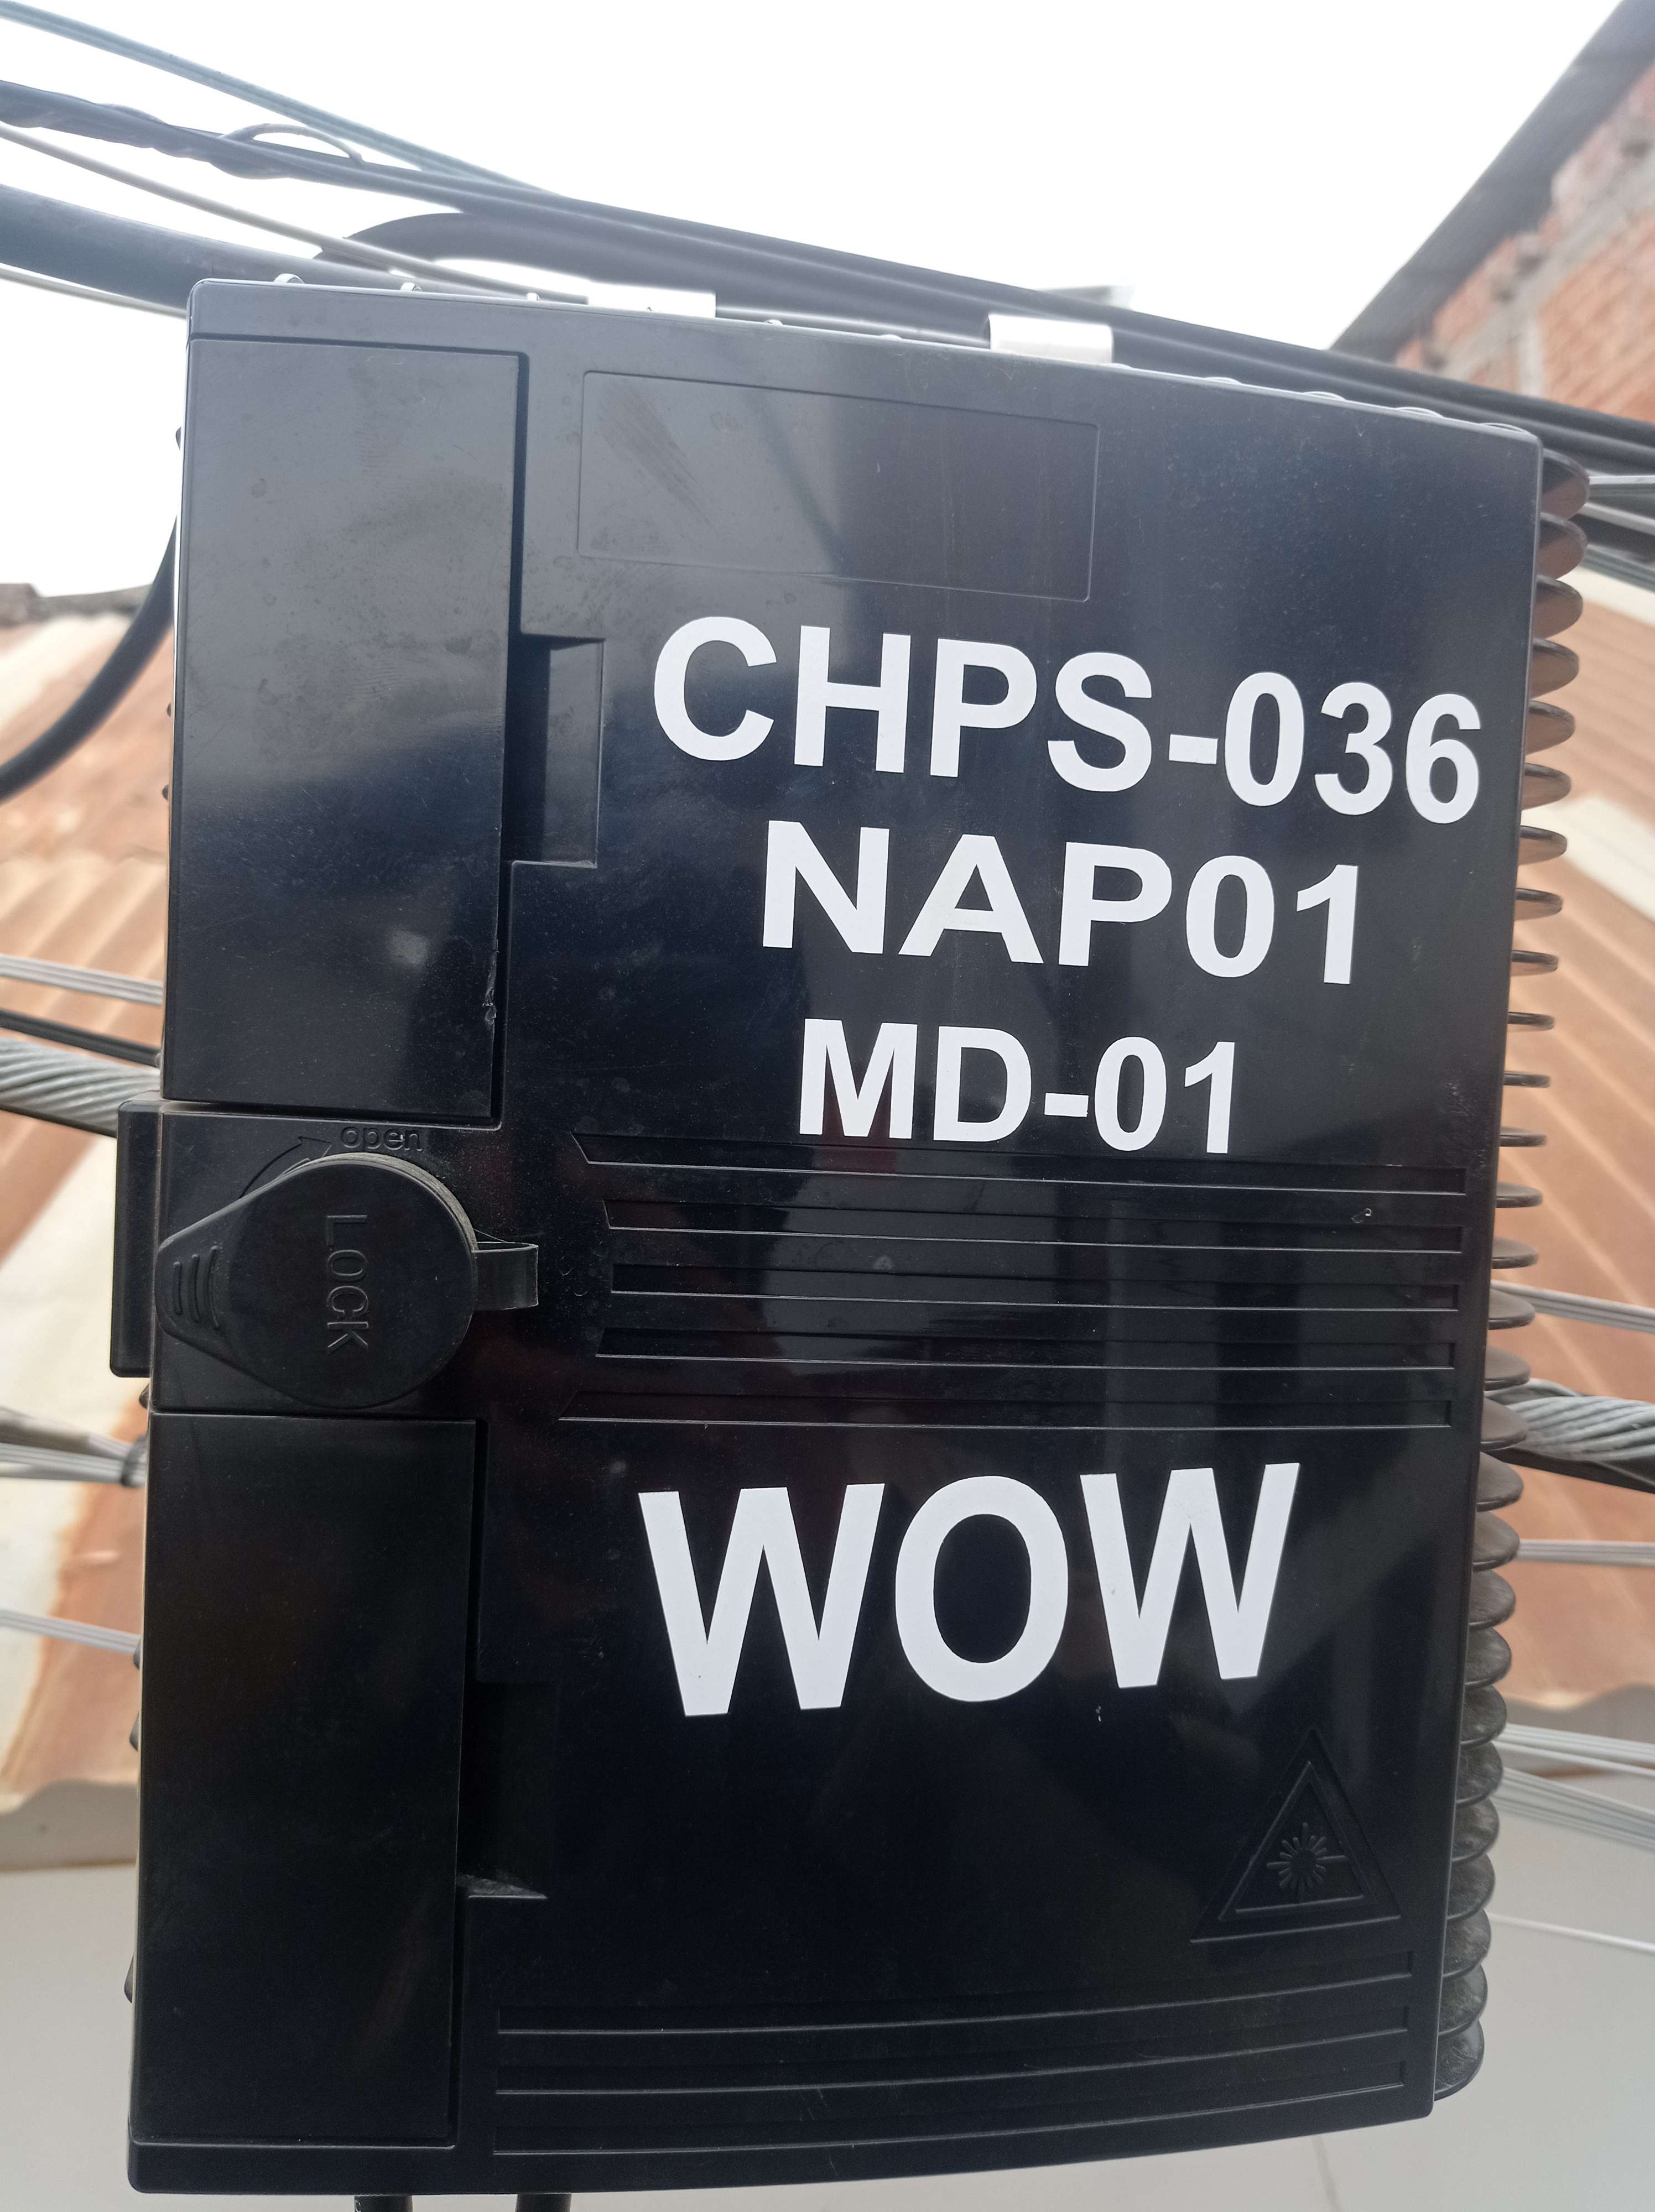 CHPS-036
NAP01
MD-01
open
LOCK
WOW